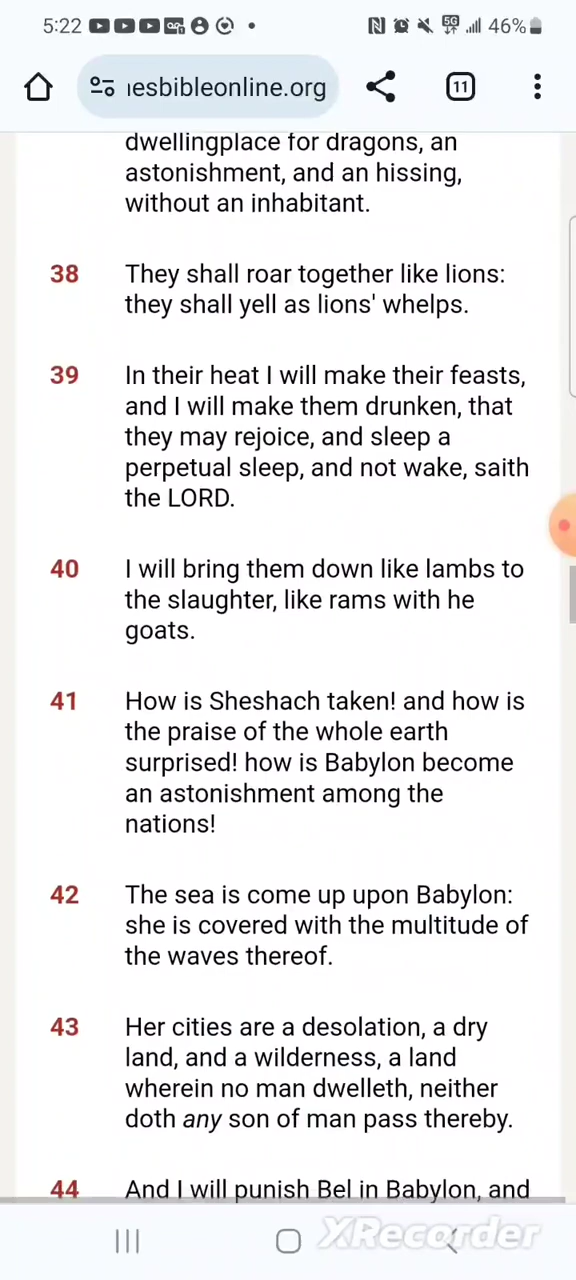 5:22
5G
46%
ıesbibleonline.org
11
dwellingplace for dragons, an
astonishment, and an hissing,
without an inhabitant.
38 They shall roar together like lions:
they shall yell as lions' whelps.
39 In their heat I will make their feasts,
and I will make them drunken, that
they may rejoice, and sleep a
perpetual sleep, and not wake, saith
the LORD.
40 I will bring them down like lambs to
the slaughter, like rams with he
goats.
41 How is Sheshach taken! and how is
the praise of the whole earth
surprised! how is Babylon become
an astonishment among the
nations!
42 The sea is come up upon Babylon:
she is covered with the multitude of
the waves thereof.
43 Her cities are a desolation, a dry
land, and a wilderness, a land
wherein no man dwelleth, neither
doth any son of man pass thereby.
44 And I will punish Bel in Babylon, and
XRecorder